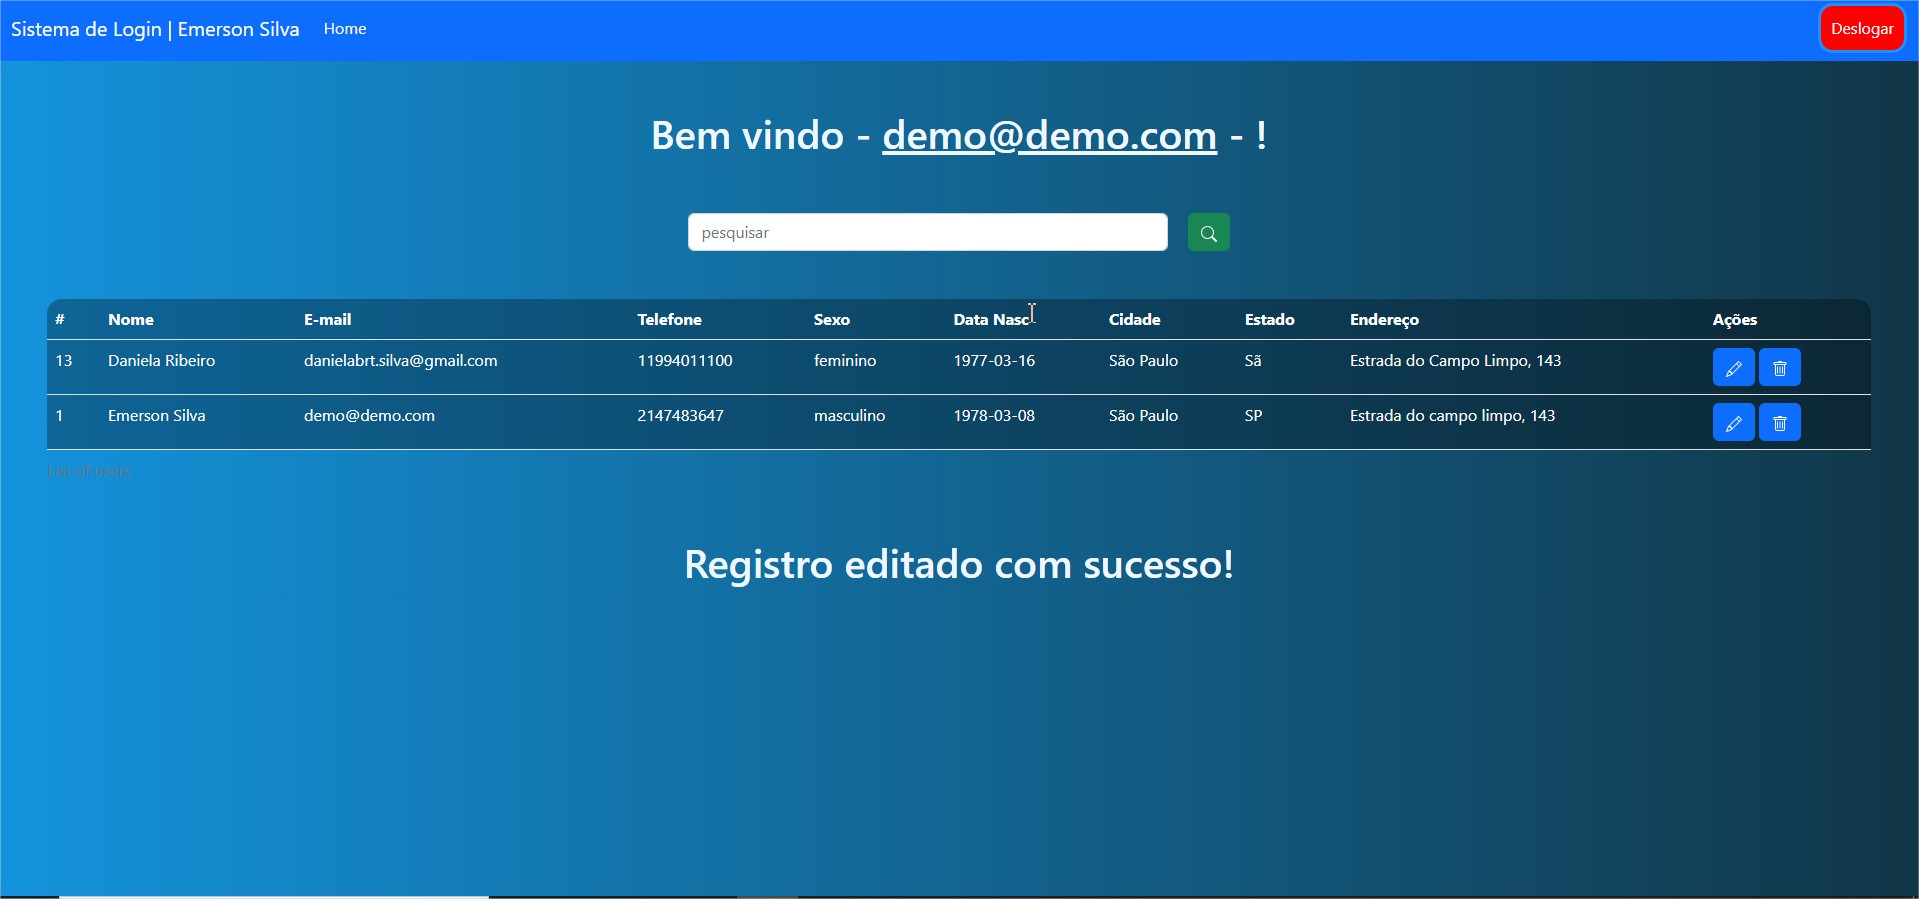 Sistema de Login | Emerson Silva Home Deslogar
Bem vindo - demo@demo.com - !
pesquisar
# Nome E-mail Telefone Sexo Data Nasc Cidade Estado Endereço Ações
13 Daniela Ribeiro danielabrt.silva@gmail.com 11994011100 feminino 1977-03-16 São Paulo Sã Estrada do Campo Limpo, 143
1 Emerson Silva demo@demo.com 2147483647 masculino 1978-03-08 São Paulo SP Estrada do campo limpo, 143
List of users
Registro editado com sucesso!